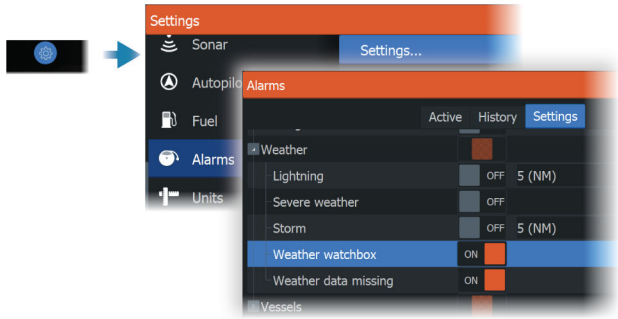 Settings
Sonar
Settings...
Autopilo
Fuel
Alarms
Units
Alarms
Active History Settings
Weather
Lightning OFF 5 (NM)
Severe weather OFF
Storm OFF 5 (NM)
Weather watchbox ON
Weather data missing ON
Vessels